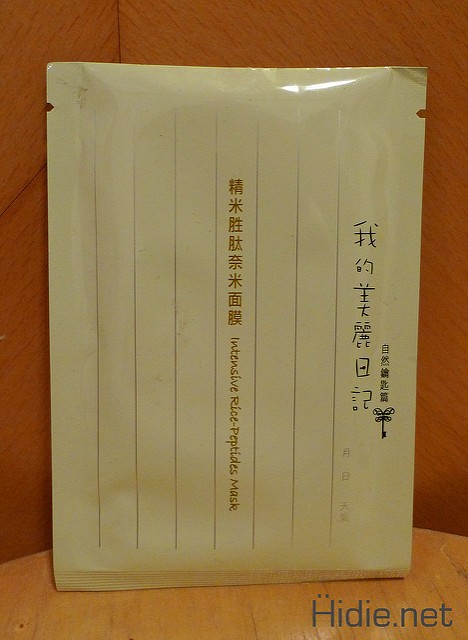 我的美麗日記
自然鑰匙篇
月 日 天氣
精米胜肽奈米面膜 Intensive Rice-Peptides Mask
Hidie.net